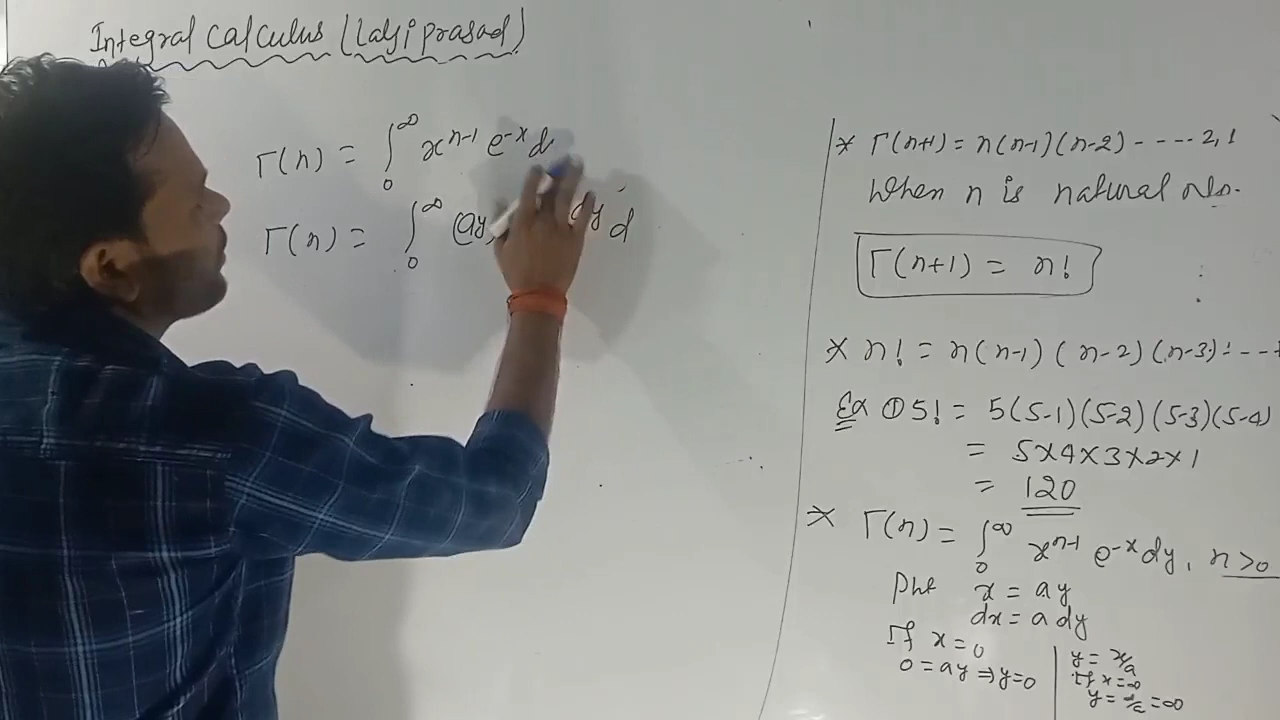 Integral Calculus (Lalji prasad)
Γ(n) = ∫₀^∞ xⁿ⁻¹ e⁻ˣ d
Γ(n) = ∫₀^∞ (ay dy d
* Γ(n+1) = n(n-1)(n-2) - - - - - 2,1
When n is natural no.
Γ(n+1) = n!
* n! = n(n-1) (n-2)(n-3) - - -
Ex ① 5! = 5(5-1)(5-2)(5-3)(5-4)
= 5×4×3×2×1
= 120
* Γ(n) = ∫₀^∞ xⁿ⁻¹ e⁻ˣ dy, n>0
Put x = ay
dx = a dy
If x = 0
0 = ay ⇒ y=0
y = x/a
If x = ∞
= ∞